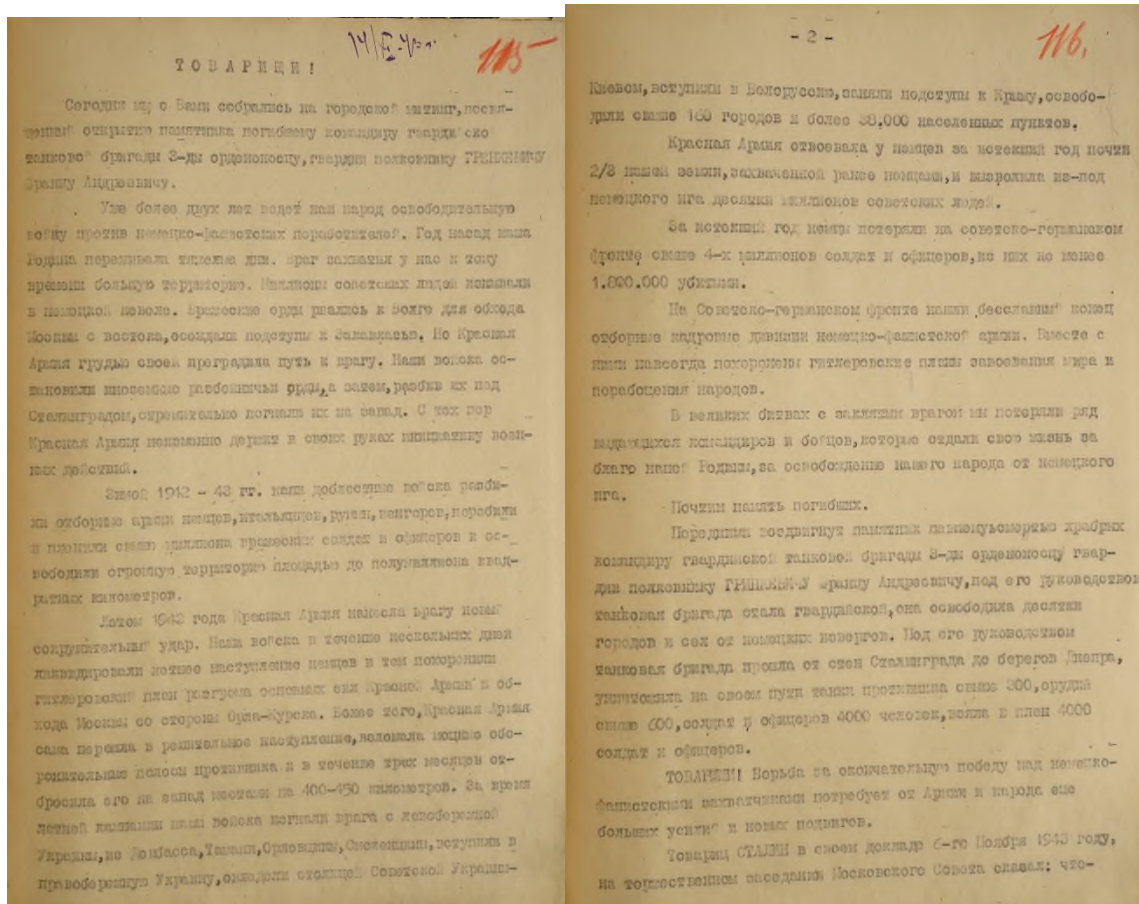 115
ТОВАРИЩИ!
Сегодня мы с Вами собрались на городской митинг, посвя-
щенный открытию памятника погибшему командиру гвардейско
танковой бригады 3-ды орденоносцу, гвардии полковнику ГРИНКЕВИЧУ
Францу Андреевичу.
Уже более двух лет ведет наш народ освободительную
войну против немецко-фашистских поработителей. Год назад наша
Родина переживала тяжелые дни. Враг захватил у нас к тому
времени большую территорию. Миллионы советских людей изнывали
в немецкой неволе. Вражеские орды рвались к Волге для обхода
Москвы с востока, осаждали подступы к Закавказью. Но Красная
Армия грудью своей преградила путь к врагу. Наши войска ос-
тановили иноземные разбойничьи орды, а затем, разбив их под
Сталинградом, стремительно погнали их на запад. С тех пор
Красная Армия неизменно держит в своих руках инициативу воен-
ных действий.
Зимой 1942 - 43 гг. наши доблестные войска разби-
ли отборные армии немцев, итальянцев, румын, венгеров, перебили
и пленили свыше миллиона вражеских солдат и офицеров и ос-
вободили огромную территорию площадью до полумиллиона квад-
ратных километров.
Летом 1943 года Красная Армия нанесла врагу новый
сокрушительный удар. Наши войска в течение нескольких дней
ликвидировали летнее наступление немцев и тем похоронили
гитлеровский план разгрома основных сил Красной Армии и об-
хода Москвы со стороны Орла-Курска. Более того, Красная Армия
сама перешла в решительное наступление, взломала мощные обо-
ронительные полосы противника и в течение трех месяцев от-
бросила его на запад местами на 400-450 километров. За время
летней кампании наши войска изгнали врага с левобережной
Украины, из Донбасса, Тамани, Орловщины, Смоленщины, вступили в
правобережную Украину, овладели столицей Советской Украины-
- 2 -
116.
Киевом, вступили в Белоруссию, заняли подступы к Крыму, освобо-
дили свыше 160 городов и более 38.000 населенных пунктов.
Красная Армия отвоевала у немцев за истекший год почти
2/3 нашей земли, захваченной ранее немцами, и вызволила из-под
немецкого ига десятки миллионов советских людей.
За истекший год немцы потеряли на советско-германском
фронте свыше 4-х миллионов солдат и офицеров, из них не менее
1.800.000 убитыми.
На Советско-германском фронте нашли бесславный конец
отборные кадровые дивизии немецко-фашистской армии. Вместе с
ними навсегда похоронены гитлеровские планы завоевания мира и
порабощения народов.
В великих битвах с заклятым врагом мы потеряли ряд
выдающихся командиров и бойцов, которые отдали свою жизнь за
благо нашей Родины, за освобождение нашего народа от немецкого
ига.
Почтим память погибших.
Перед нами воздвигнут памятник храбрых
командиру гвардейской танковой бригады 3-ды орденоносцу гвар-
дии полковнику ГРИНКЕВИЧУ Францу Андреевичу, под его руководством
танковая бригада стала гвардейской, она освободила десятки
городов и сел от немецких извергов. Под его руководством
танковая бригада прошла от стен Сталинграда до берегов Днепра,
уничтожила на своем пути танки противника свыше 300, орудий
свыше 600, солдат и офицеров 4000 человек, взяла в плен 4000
солдат и офицеров.
ТОВАРИЩИ! Борьба за окончательную победу над немецко-
фашистскими захватчиками потребует от Армии и народа еще
больших усилий и новых подвигов.
Товарищ СТАЛИН в своем докладе 6-го Ноября 1943 году,
на торжественном заседании Московского Совета сказал: что-